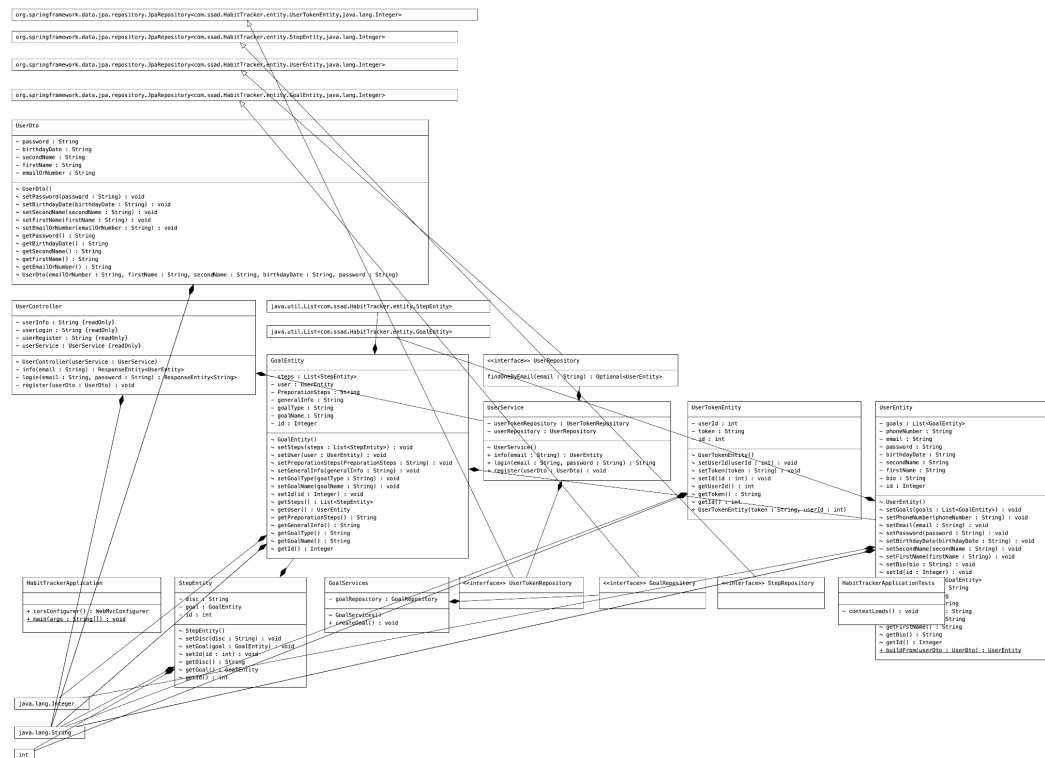 org.springframework.data.jpa.repository.JpaRepository<com.ssad.HabitTracker.entity.UserTokenEntity,java.lang.Integer>
org.springframework.data.jpa.repository.JpaRepository<com.ssad.HabitTracker.entity.StepEntity,java.lang.Integer>
org.springframework.data.jpa.repository.JpaRepository<com.ssad.HabitTracker.entity.UserEntity,java.lang.Integer>
org.springframework.data.jpa.repository.JpaRepository<com.ssad.HabitTracker.entity.GoalEntity,java.lang.Integer>
UserDto
- password : String
- birthdayDate : String
- secondName : String
- firstName : String
- emailOrNumber : String
~ UserDto()
~ setPassword(password : String) : void
~ setBirthdayDate(birthdayDate : String) : void
~ setSecondName(secondName : String) : void
~ setFirstName(firstName : String) : void
~ setEmailOrNumber(emailOrNumber : String) : void
~ getPassword() : String
~ getBirthdayDate() : String
~ getSecondName() : String
~ getFirstName() : String
~ getEmailOrNumber() : String
~ UserDto(emailOrNumber : String, firstName : String, secondName : String, birthdayDate : String, password : String)
UserController
- userInfo : String {readOnly}
- userLogin : String {readOnly}
- userRegister : String {readOnly}
- userService : UserService {readOnly}
~ UserController(userService : UserService)
- info(email : String) : ResponseEntity<UserEntity>
- login(email : String, password : String) : ResponseEntity<String>
- register(userDto : UserDto) : void
java.util.List<com.ssad.HabitTracker.entity.StepEntity>
java.util.List<com.ssad.HabitTracker.entity.GoalEntity>
GoalEntity
- steps : List<StepEntity>
- user : UserEntity
- PreporationSteps : String
- generalInfo : String
- goalType : String
- goalName : String
- id : Integer
~ GoalEntity()
~ setSteps(steps : List<StepEntity>) : void
~ setUser(user : UserEntity) : void
~ setPreporationSteps(PreporationSteps : String) : void
~ setGeneralInfo(generalInfo : String) : void
~ setGoalType(goalType : String) : void
~ setGoalName(goalName : String) : void
~ setId(id : Integer) : void
~ getSteps() : List<StepEntity>
~ getUser() : UserEntity
~ getPreporationSteps() : String
~ getGeneralInfo() : String
~ getGoalType() : String
~ getGoalName() : String
~ getId() : Integer
<<interface>> UserRepository
findOneByEmail(email : String) : Optional<UserEntity>
UserService
- userTokenRepository : UserTokenRepository
- userRepository : UserRepository
~ UserService()
+ info(email : String) : UserEntity
+ login(email : String, password : String) : String
~ register(userDto : UserDto) : void
UserTokenEntity
- userId : int
- token : String
- id : int
~ UserTokenEntity()
~ setUserId(userId : int) : void
~ setToken(token : String) : void
~ setId(id : int) : void
~ getUserId() : int
~ getToken() : String
~ getId() : int
+ UserTokenEntity(token : String, userId : int)
UserEntity
- goals : List<GoalEntity>
- phoneNumber : String
- email : String
- password : String
- birthdayDate : String
- secondName : String
- firstName : String
- bio : String
- id : Integer
~ UserEntity()
~ setGoals(goals : List<GoalEntity>) : void
~ setPhoneNumber(phoneNumber : String) : void
~ setEmail(email : String) : void
~ setPassword(password : String) : void
~ setBirthdayDate(birthdayDate : String) : void
~ setSecondName(secondName : String) : void
~ setFirstName(firstName : String) : void
~ setBio(bio : String) : void
~ setId(id : Integer) : void
GoalEntity>
: String
ring
: String
: String
~ getFirstName() : String
~ getBio() : String
~ getId() : Integer
+ buildFrom(userDto : UserDto) : UserEntity
HabitTrackerApplication
+ corsConfigurer() : WebMvcConfigurer
+ main(args : String[]) : void
StepEntity
- disc : String
- goal : GoalEntity
- id : int
~ StepEntity()
~ setDisc(disc : String) : void
~ setGoal(goal : GoalEntity) : void
~ setId(id : int) : void
~ getDisc() : String
~ getGoal() : GoalEntity
~ getId() : int
GoalServices
- goalRepository : GoalRepository
~ GoalServices()
+ createGoal() : void
<<interface>> UserTokenRepository
<<interface>> GoalRepository
<<interface>> StepRepository
HabitTrackerApplicationTests
~ contextLoads() : void
java.lang.Integer
java.lang.String
int